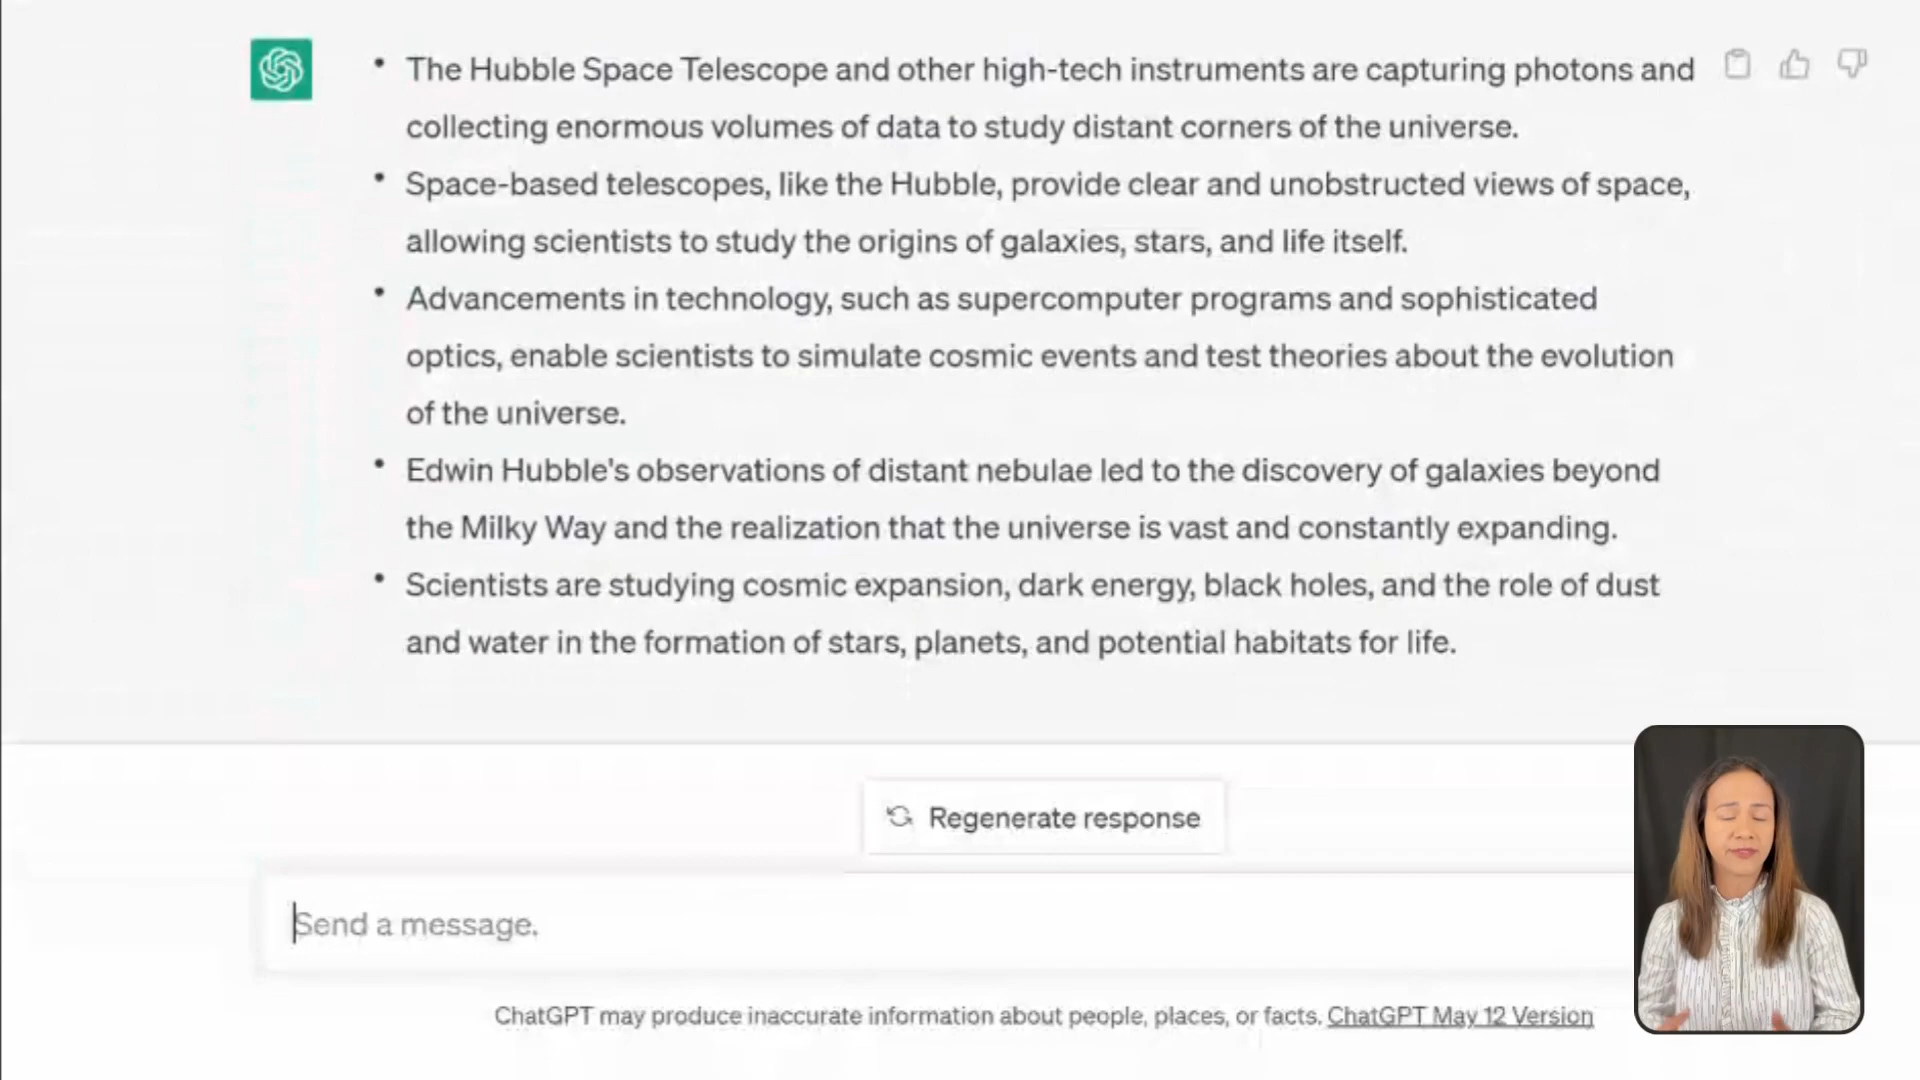 • The Hubble Space Telescope and other high-tech instruments are capturing photons and
collecting enormous volumes of data to study distant corners of the universe.
• Space-based telescopes, like the Hubble, provide clear and unobstructed views of space,
allowing scientists to study the origins of galaxies, stars, and life itself.
• Advancements in technology, such as supercomputer programs and sophisticated
optics, enable scientists to simulate cosmic events and test theories about the evolution
of the universe.
• Edwin Hubble's observations of distant nebulae led to the discovery of galaxies beyond
the Milky Way and the realization that the universe is vast and constantly expanding.
• Scientists are studying cosmic expansion, dark energy, black holes, and the role of dust
and water in the formation of stars, planets, and potential habitats for life.
Regenerate response
Send a message.
ChatGPT may produce inaccurate information about people, places, or facts. ChatGPT May 12 Version